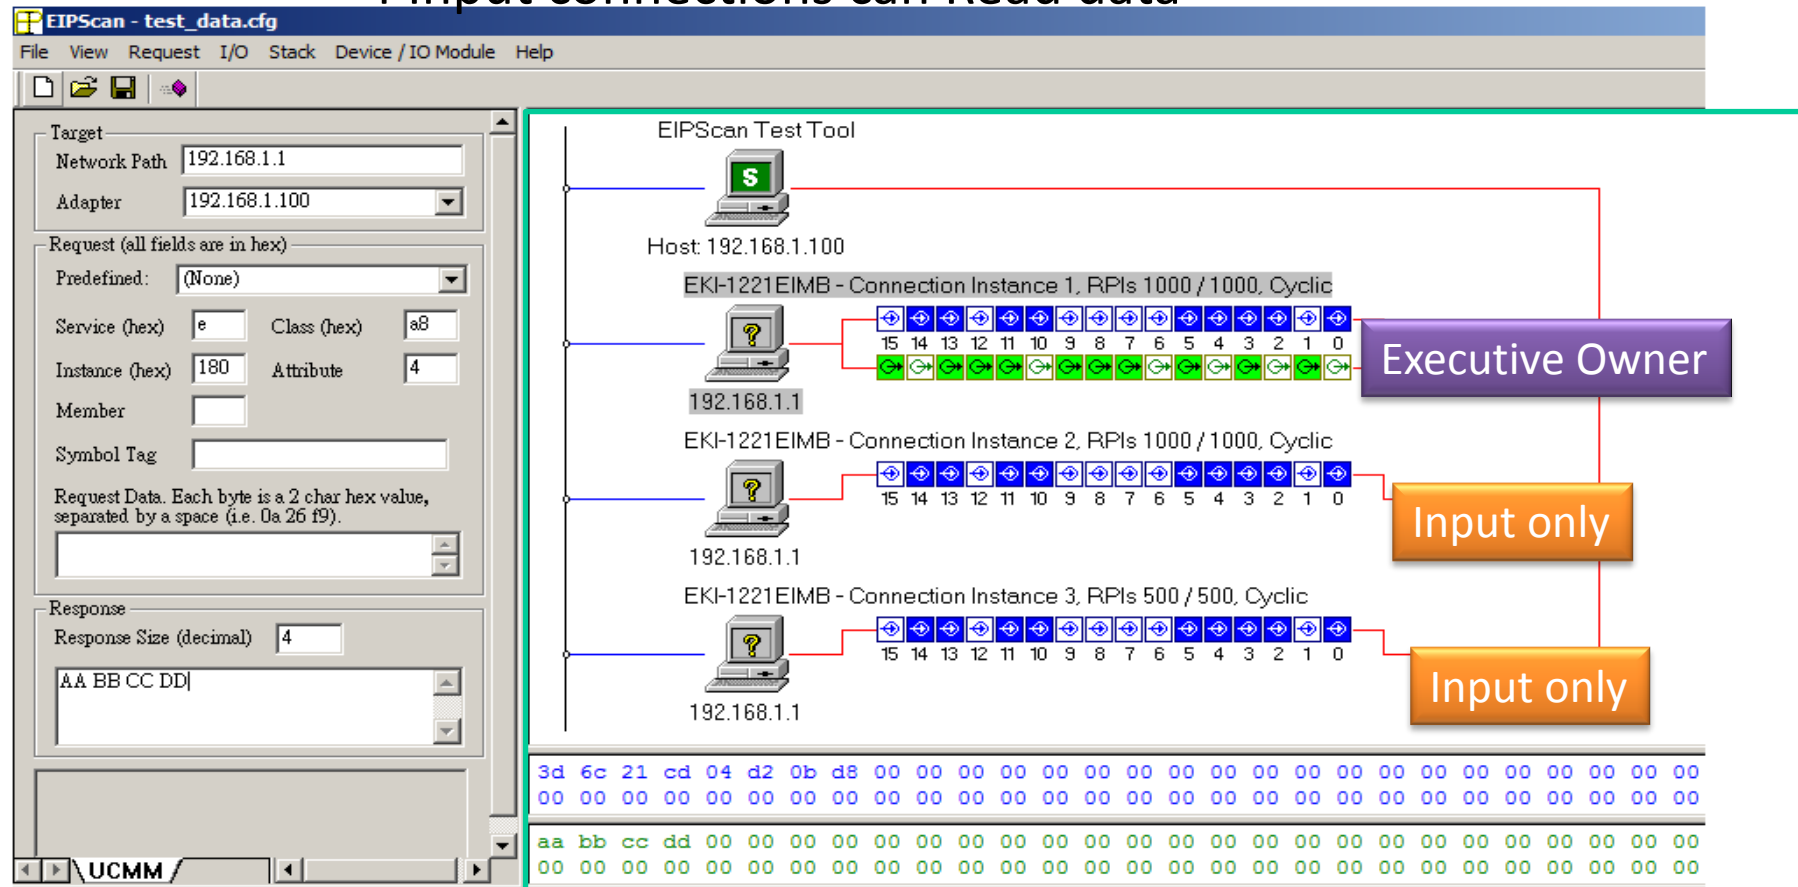 Input connections can Read data
EIPScan - test_data.cfg
File View Request I/O Stack Device / IO Module Help
Target
Network Path 192.168.1.1
Adapter 192.168.1.100
Request (all fields are in hex)
Predefined: (None)
Service (hex) e Class (hex) a8
Instance (hex) 180 Attribute 4
Member
Symbol Tag
Request Data. Each byte is a 2 char hex value,
separated by a space (i.e. 0a 26 f9).
Response
Response Size (decimal) 4
AA BB CC DD
UCMM
EIPScan Test Tool
S
Host: 192.168.1.100
EKI-1221EIMB - Connection Instance 1, RPIs 1000 / 1000, Cyclic
?
15 14 13 12 11 10 9 8 7 6 5 4 3 2 1 0
Executive Owner
192.168.1.1
EKI-1221EIMB - Connection Instance 2, RPIs 1000 / 1000, Cyclic
?
15 14 13 12 11 10 9 8 7 6 5 4 3 2 1 0
Input only
192.168.1.1
EKI-1221EIMB - Connection Instance 3, RPIs 500 / 500, Cyclic
?
15 14 13 12 11 10 9 8 7 6 5 4 3 2 1 0
Input only
192.168.1.1
3d 6c 21 cd 04 d2 0b d8 00 00 00 00 00 00 00 00 00 00 00 00 00 00 00 00 00 00 00 00
00 00 00 00 00 00 00 00 00 00 00 00 00 00 00 00 00 00 00 00 00 00 00 00 00 00 00 00
aa bb cc dd 00 00 00 00 00 00 00 00 00 00 00 00 00 00 00 00 00 00 00 00 00 00 00 00
00 00 00 00 00 00 00 00 00 00 00 00 00 00 00 00 00 00 00 00 00 00 00 00 00 00 00 00